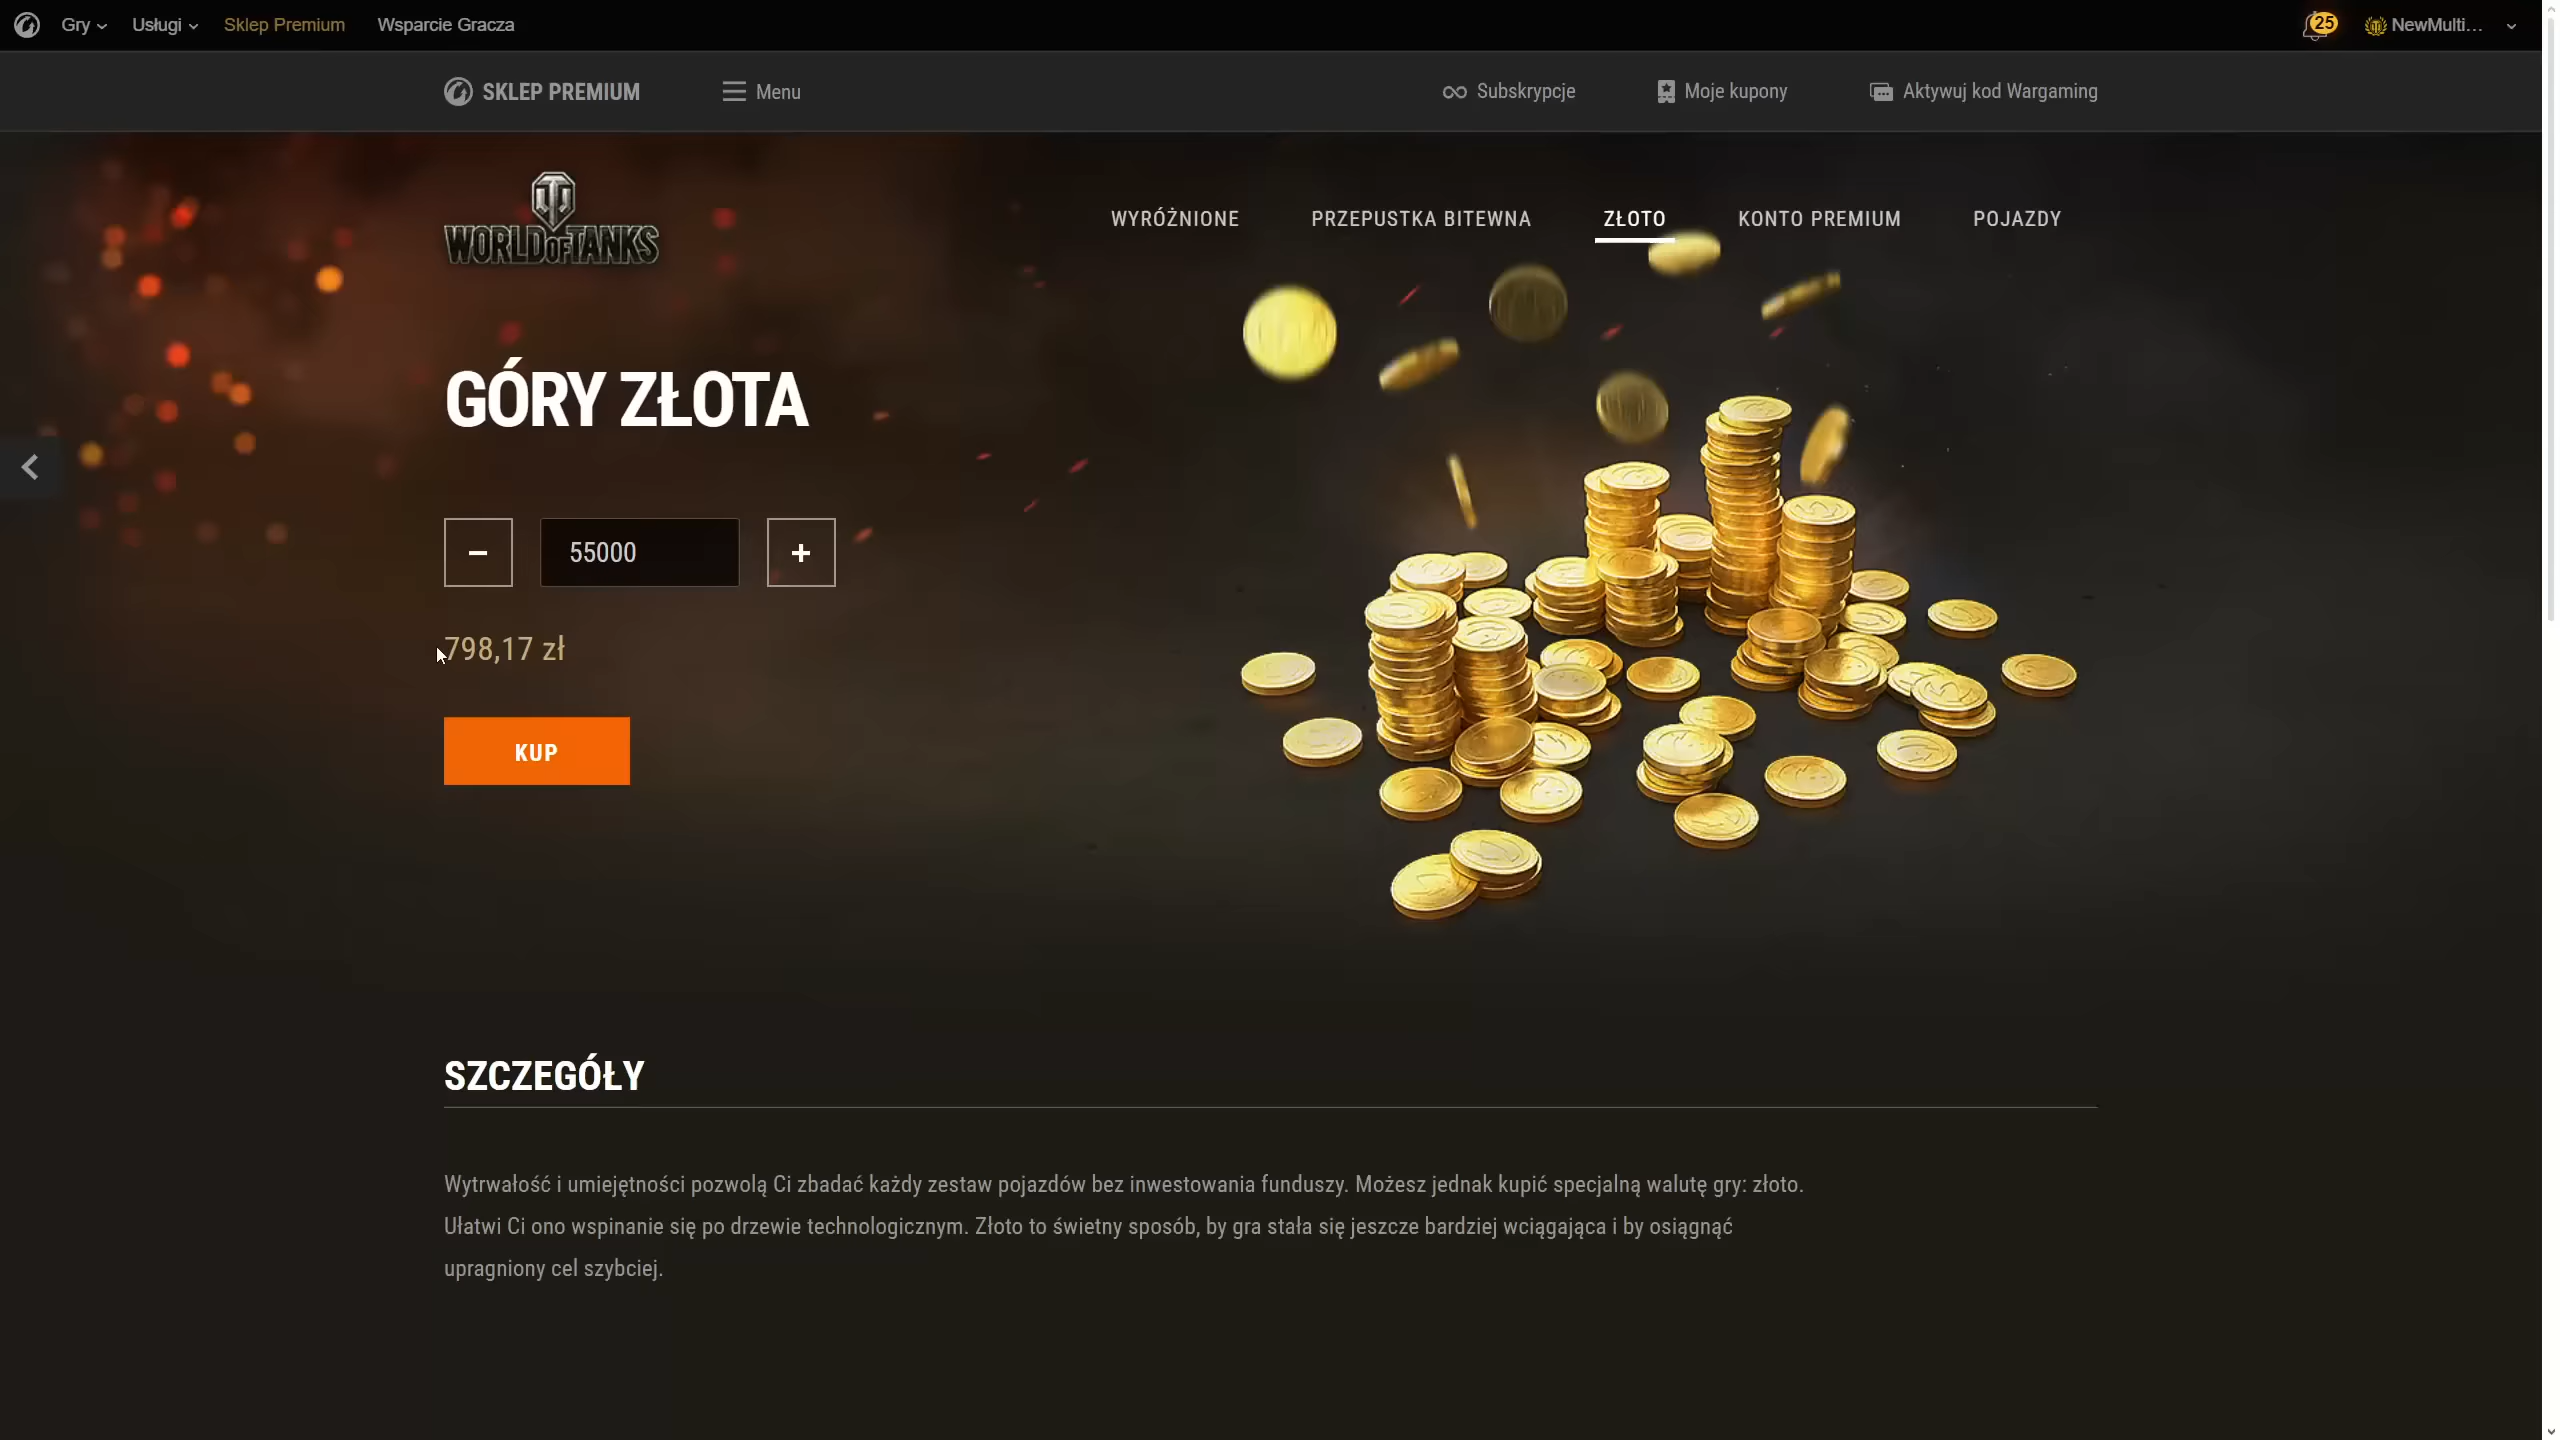 Gry
Usługi
Sklep Premium
Wsparcie Gracza
25
NewMulti...
SKLEP PREMIUM
Menu
Subskrypcje
Moje kupony
Aktywuj kod Wargaming
WORLD OF TANKS
WYRÓŻNIONE
PRZEPUSTKA BITEWNA
ZŁOTO
KONTO PREMIUM
POJAZDY
GÓRY ZŁOTA
55000
798,17 zł
KUP
SZCZEGÓŁY
Wytrwałość i umiejętności pozwolą Ci zbadać każdy zestaw pojazdów bez inwestowania funduszy. Możesz jednak kupić specjalną walutę gry: złoto.
Ułatwi Ci ono wspinanie się po drzewie technologicznym. Złoto to świetny sposób, by gra stała się jeszcze bardziej wciągająca i by osiągnąć
upragniony cel szybciej.